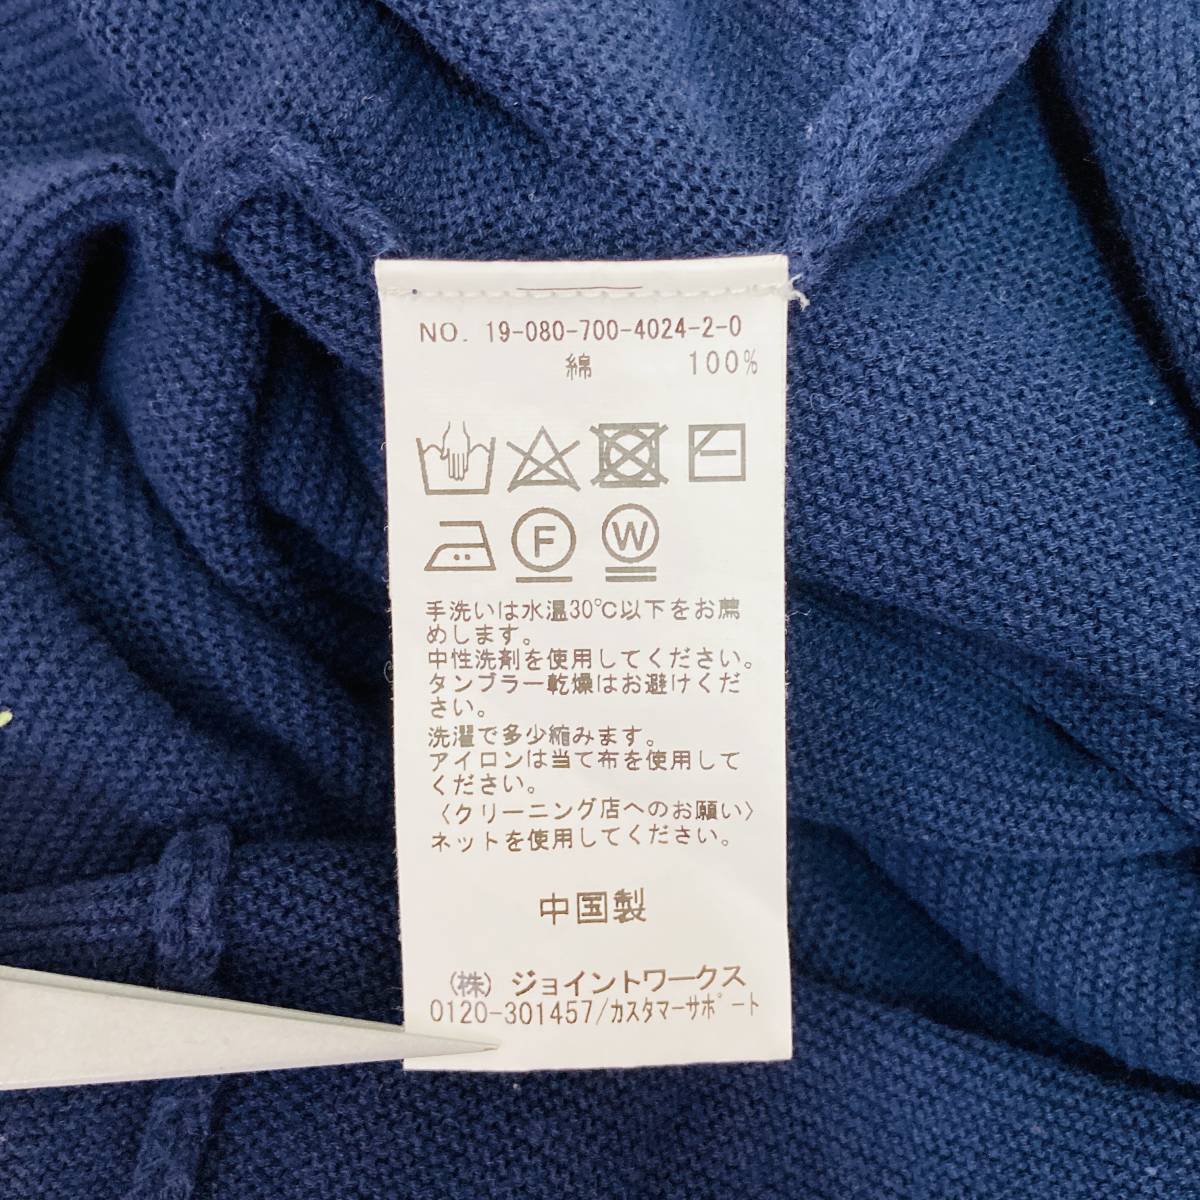 NO. 19-080-700-4024-2-0
綿 100%
F W
手洗いは水温30℃以下をお薦
めします。
中性洗剤を使用してください。
タンブラー乾燥はお避けくだ
さい。
洗濯で多少縮みます。
アイロンは当て布を使用して
ください。
〈クリーニング店へのお願い〉
ネットを使用してください。
中国製
(株) ジョイントワークス
0120-301457/カスタマーサポート